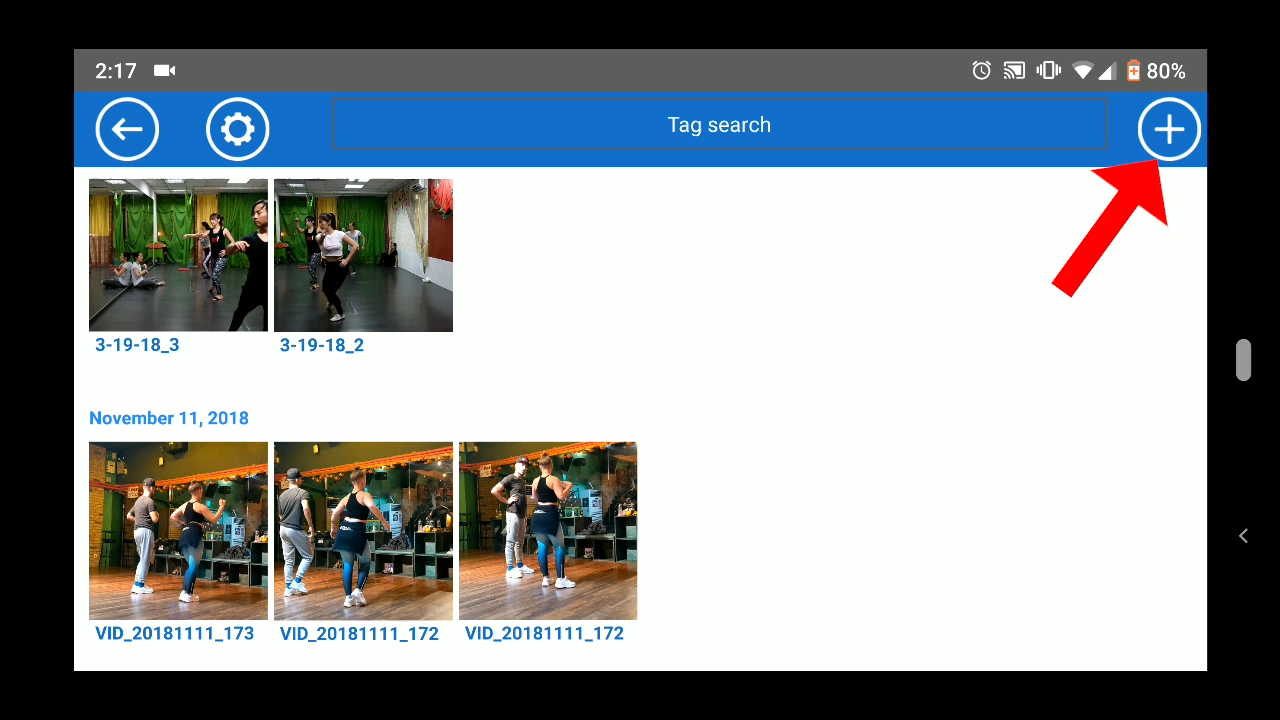 2:17
80%
Tag search
3-19-18_3
3-19-18_2
November 11, 2018
VID_20181111_173
VID_20181111_172
VID_20181111_172